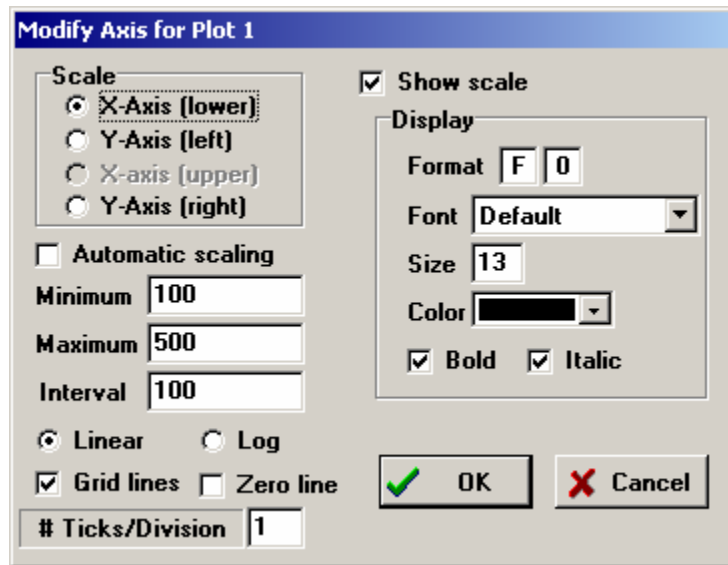 Modify Axis for Plot 1
Scale
X-Axis (lower)
Y-Axis (left)
X-axis (upper)
Y-Axis (right)
Automatic scaling
Minimum 100
Maximum 500
Interval 100
Linear Log
Grid lines Zero line
# Ticks/Division 1
Show scale
Display
Format F 0
Font Default
Size 13
Color
Bold Italic
OK Cancel